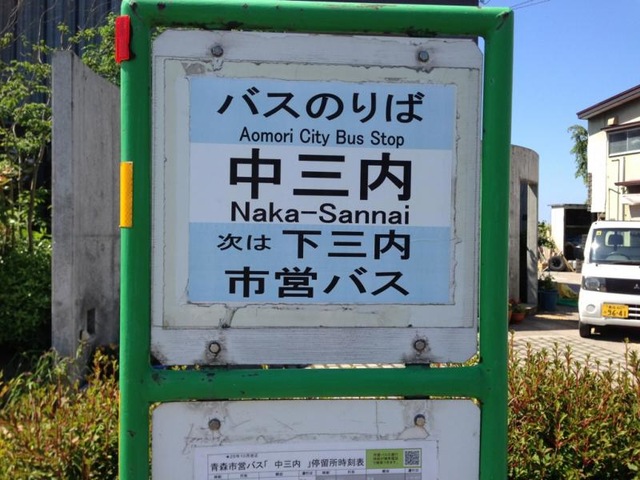 バスのりば
Aomori City Bus Stop
中三内
Naka-Sannai
次は 下三内
市営バス
青森市営バス「 中三内 」停留所時刻表
96-41